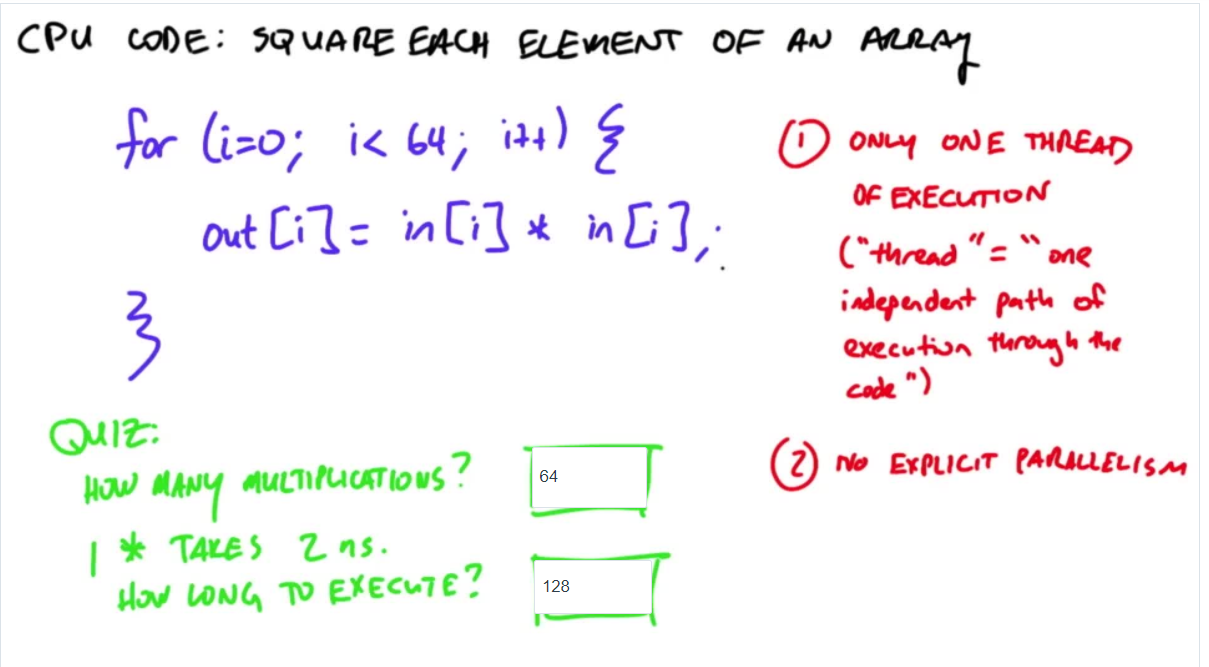 CPU CODE: SQUARE EACH ELEMENT OF AN ARRAY
for (i=0; i< 64; i++) {
out [i] = in [i] * in [i];
}
① ONLY ONE THREAD
OF EXECUTION
("thread" = "one
independent path of
execution through the
code")
② NO EXPLICIT PARALLELISM
QUIZ:
HOW MANY MULTIPLICATIONS? 64
1 * TAKES 2 ns.
HOW LONG TO EXECUTE? 128